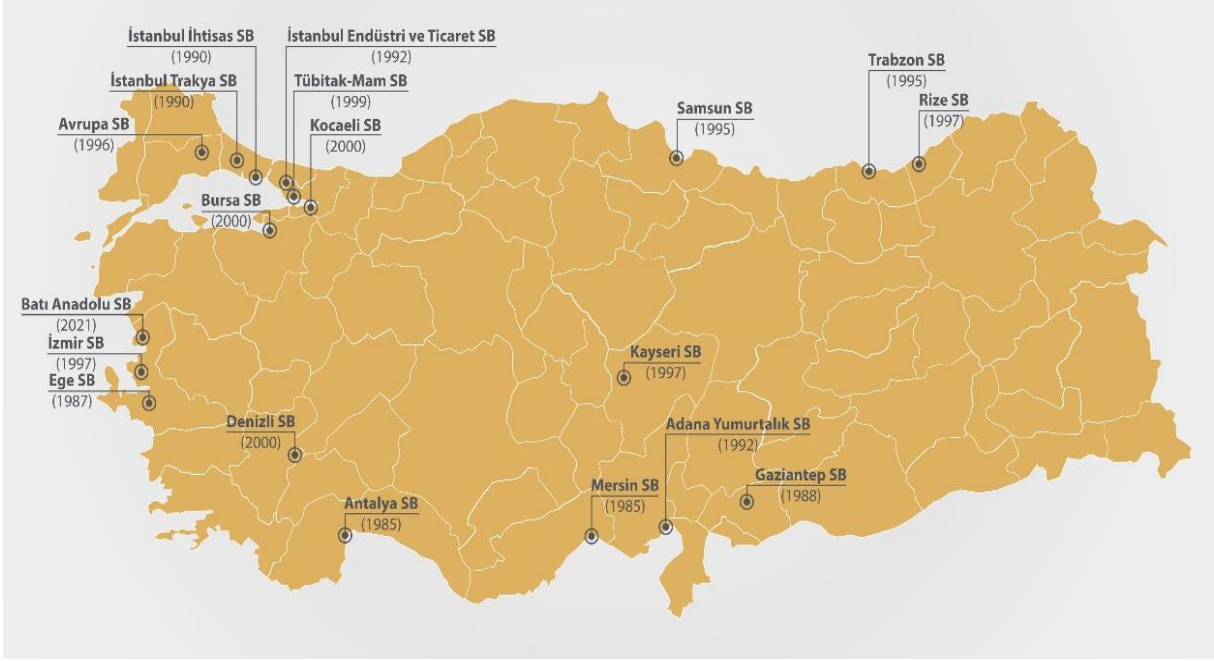 İstanbul İhtisas SB
(1990)
İstanbul Endüstri ve Ticaret SB
(1992)
İstanbul Trakya SB
(1990)
Tübitak-Mam SB
(1999)
Avrupa SB
(1996)
Kocaeli SB
(2000)
Bursa SB
(2000)
Samsun SB
(1995)
Trabzon SB
(1995)
Rize SB
(1997)
Batı Anadolu SB
(2021)
İzmir SB
(1997)
Ege SB
(1987)
Denizli SB
(2000)
Antalya SB
(1985)
Kayseri SB
(1997)
Adana Yumurtalık SB
(1992)
Mersin SB
(1985)
Gaziantep SB
(1988)